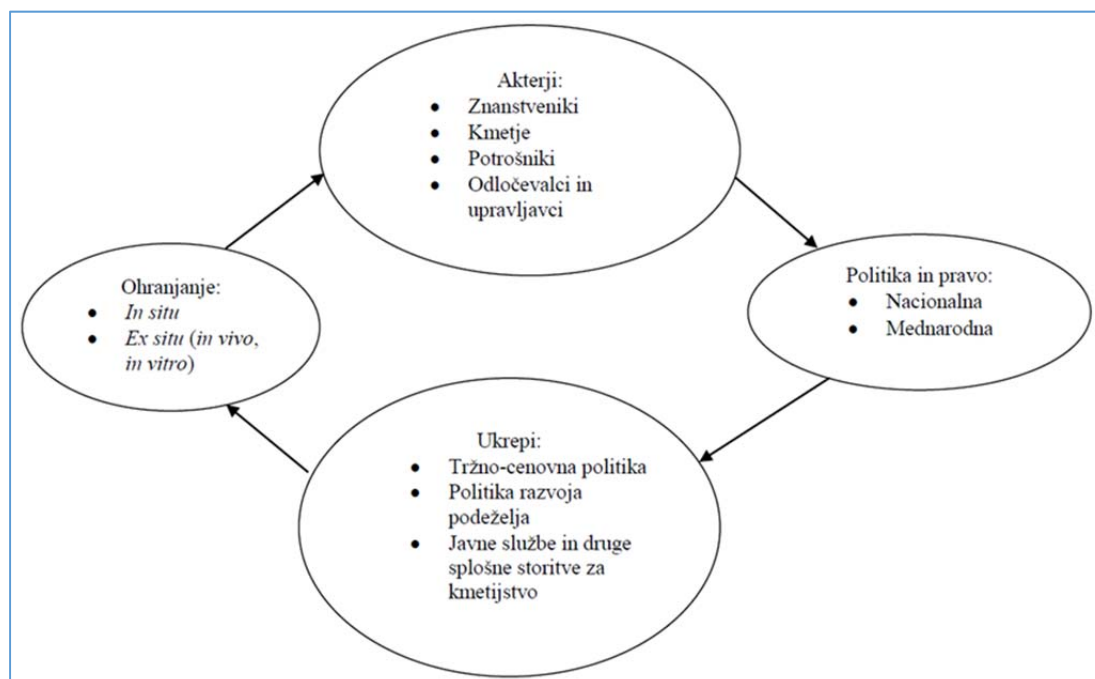 Akterji:
● Znanstveniki
● Kmetje
● Potrošniki
● Odločevalci in
upravljavci
Politika in pravo:
● Nacionalna
● Mednarodna
Ukrepi:
● Tržno-cenovna politika
● Politika razvoja
podeželja
● Javne službe in druge
splošne storitve za
kmetijstvo
Ohranjanje:
● In situ
● Ex situ (in vivo,
in vitro)